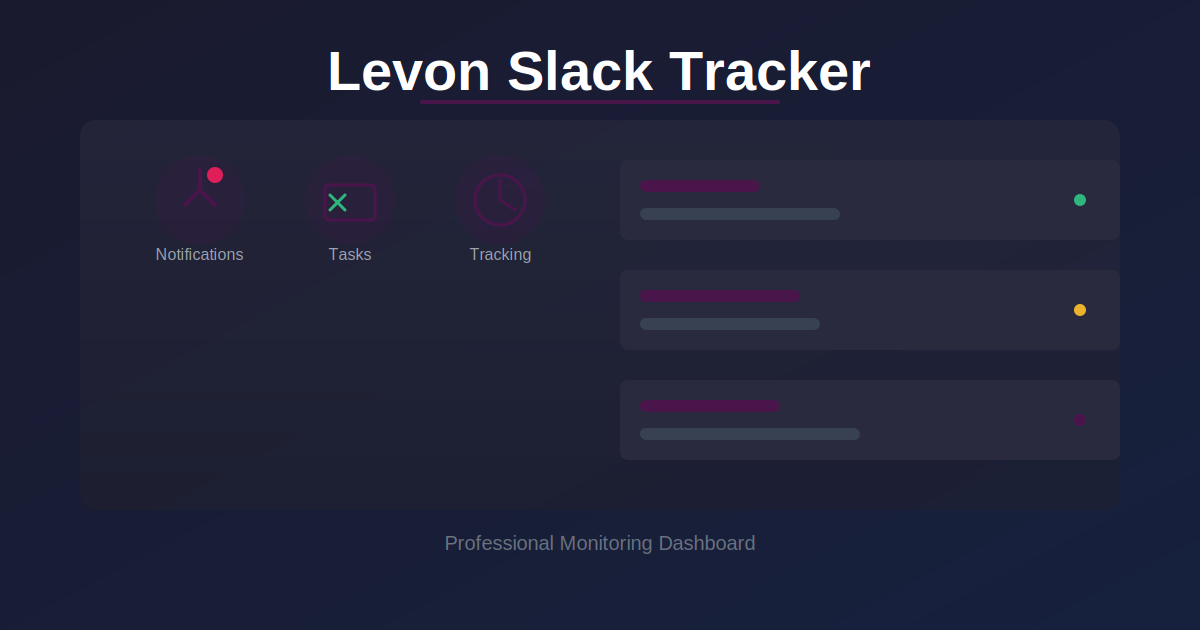 Levon Slack Tracker
Notifications
Tasks
Tracking
Professional Monitoring Dashboard